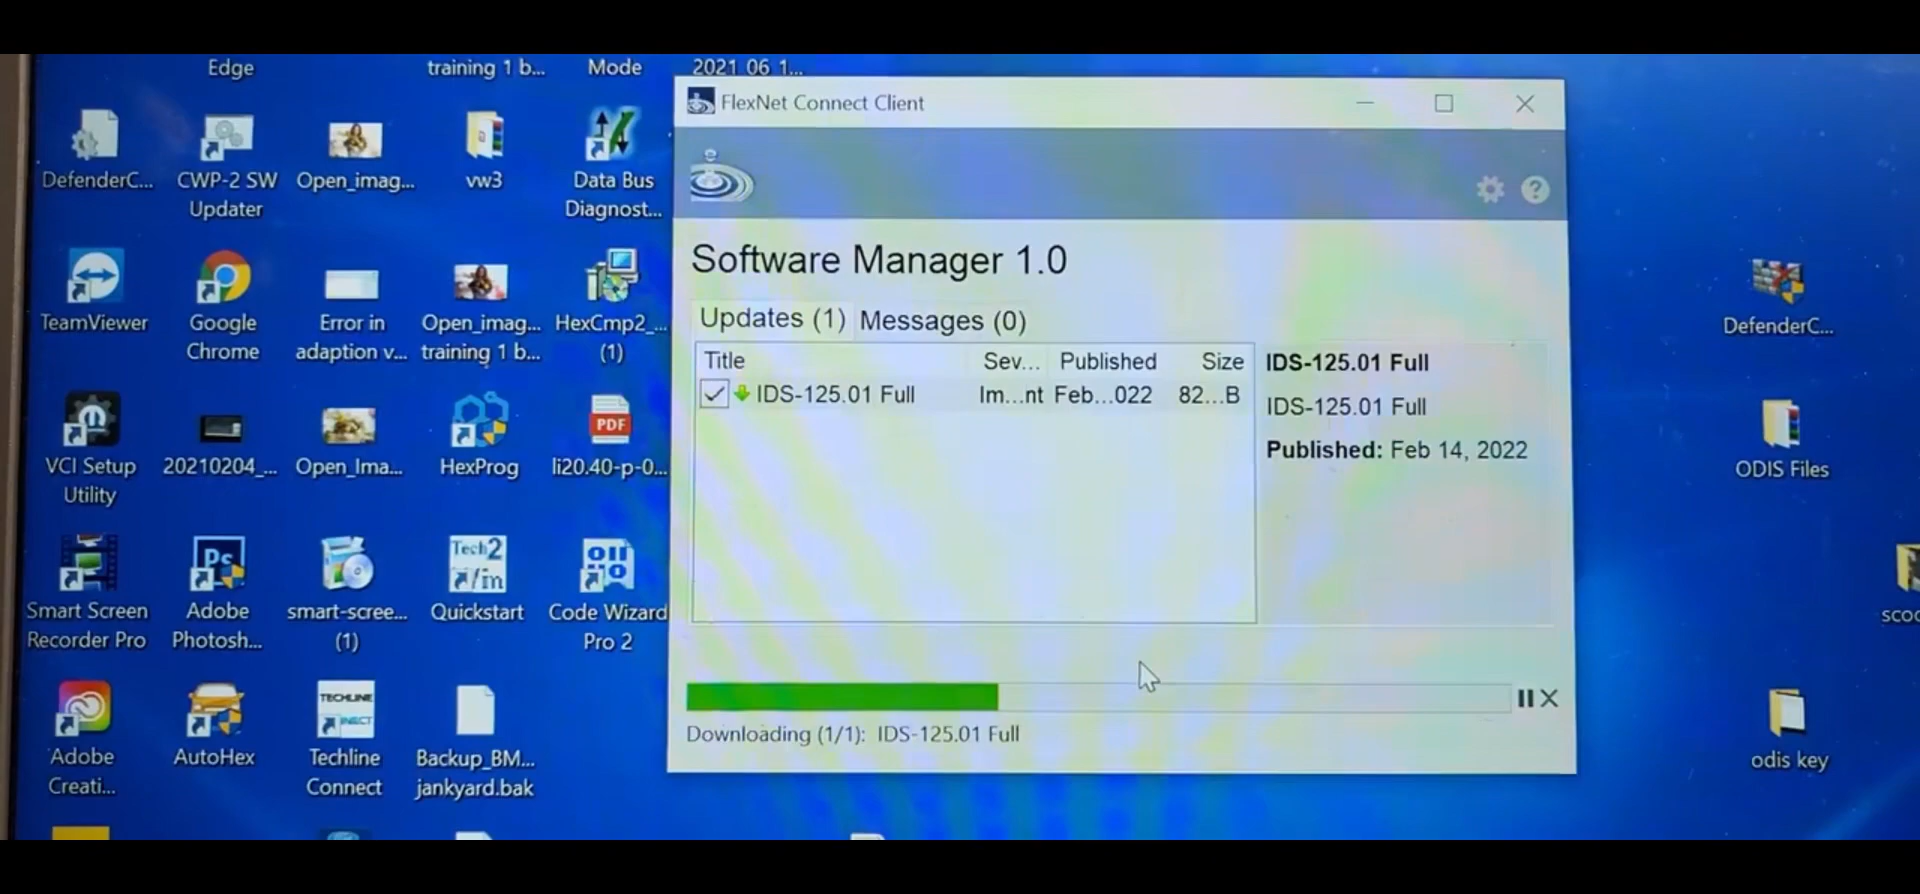 Edge
training 1 b...
Mode
2021 06 1...
DefenderC...
CWP-2 SW
Updater
Open_imag...
vw3
Data Bus
Diagnost...
TeamViewer
Google
Chrome
Error in
adaption v...
Open_imag...
training 1 b...
HexCmp2_...
(1)
VCI Setup
Utility
20210204_...
Open_Ima...
HexProg
PDF
li20.40-p-0...
Smart Screen
Recorder Pro
Ps
Adobe
Photosh...
smart-scree...
(1)
Tech2
Quickstart
Code Wizard
Pro 2
Adobe
Creati...
AutoHex
TECHLINE
Techline
Connect
Backup_BM...
jankyard.bak
FlexNet Connect Client
Software Manager 1.0
Updates (1) Messages (0)
Title Sev... Published Size
IDS-125.01 Full Im...nt Feb...022 82...B
IDS-125.01 Full
IDS-125.01 Full
Published: Feb 14, 2022
Downloading (1/1): IDS-125.01 Full
DefenderC...
ODIS Files
odis key